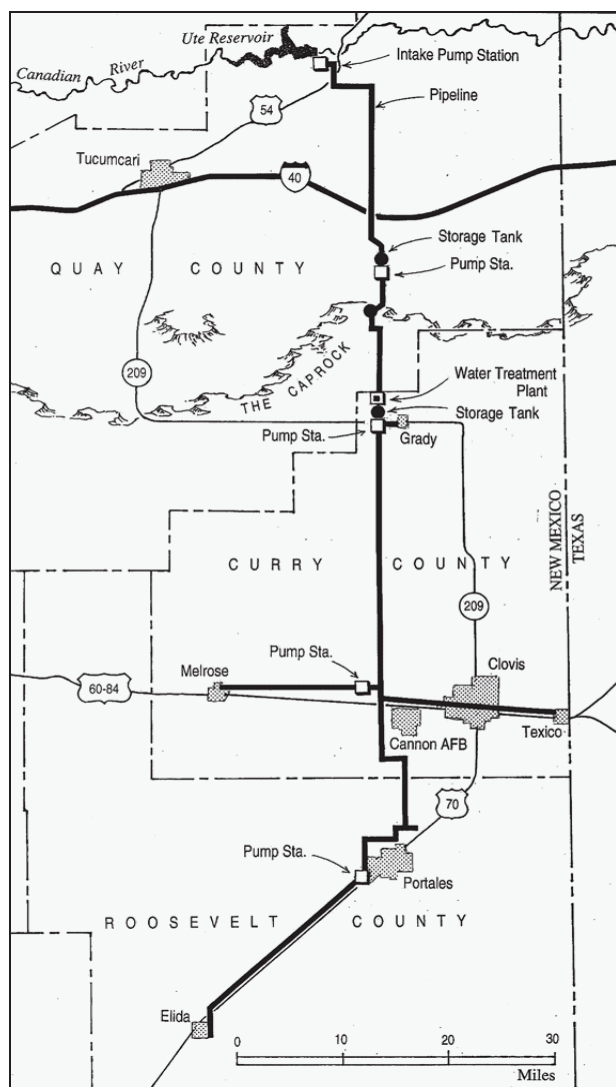 Ute Reservoir
Canadian River
Intake Pump Station
Pipeline
54
Tucumcari
40
Storage Tank
Pump Sta.
QUAY COUNTY
209
THE CAPROCK
Water Treatment
Plant
Storage Tank
Pump Sta.
Grady
NEW MEXICO
TEXAS
CURRY COUNTY
209
Pump Sta.
Clovis
Melrose
60-84
Texico
Cannon AFB
70
Pump Sta.
Portales
ROOSEVELT COUNTY
Elida
0 10 20 30
Miles